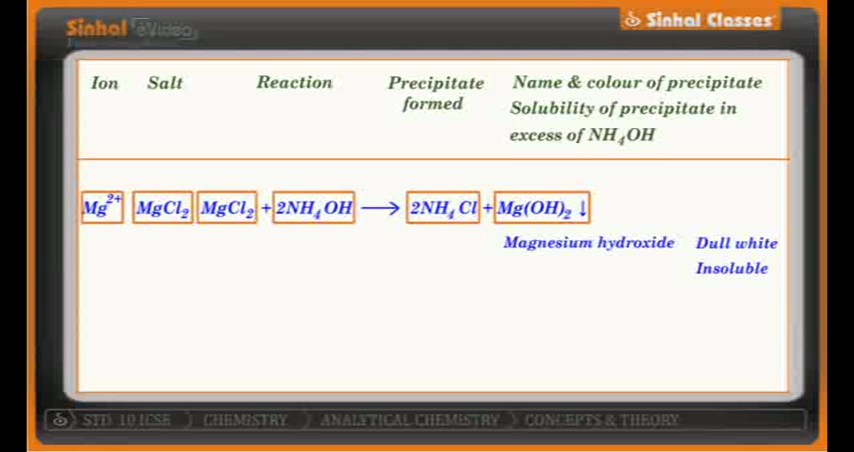 Sinhal eVideo
Sinhal Classes
Ion Salt Reaction Precipitate formed Name & colour of precipitate
Solubility of precipitate in
excess of NH₄OH
Mg²⁺ MgCl₂ MgCl₂ + 2NH₄OH ⟶ 2NH₄Cl + Mg(OH)₂ ↓
Magnesium hydroxide Dull white
Insoluble
STD 10 ICSE CHEMISTRY ANALYTICAL CHEMISTRY CONCEPTS & THEORY